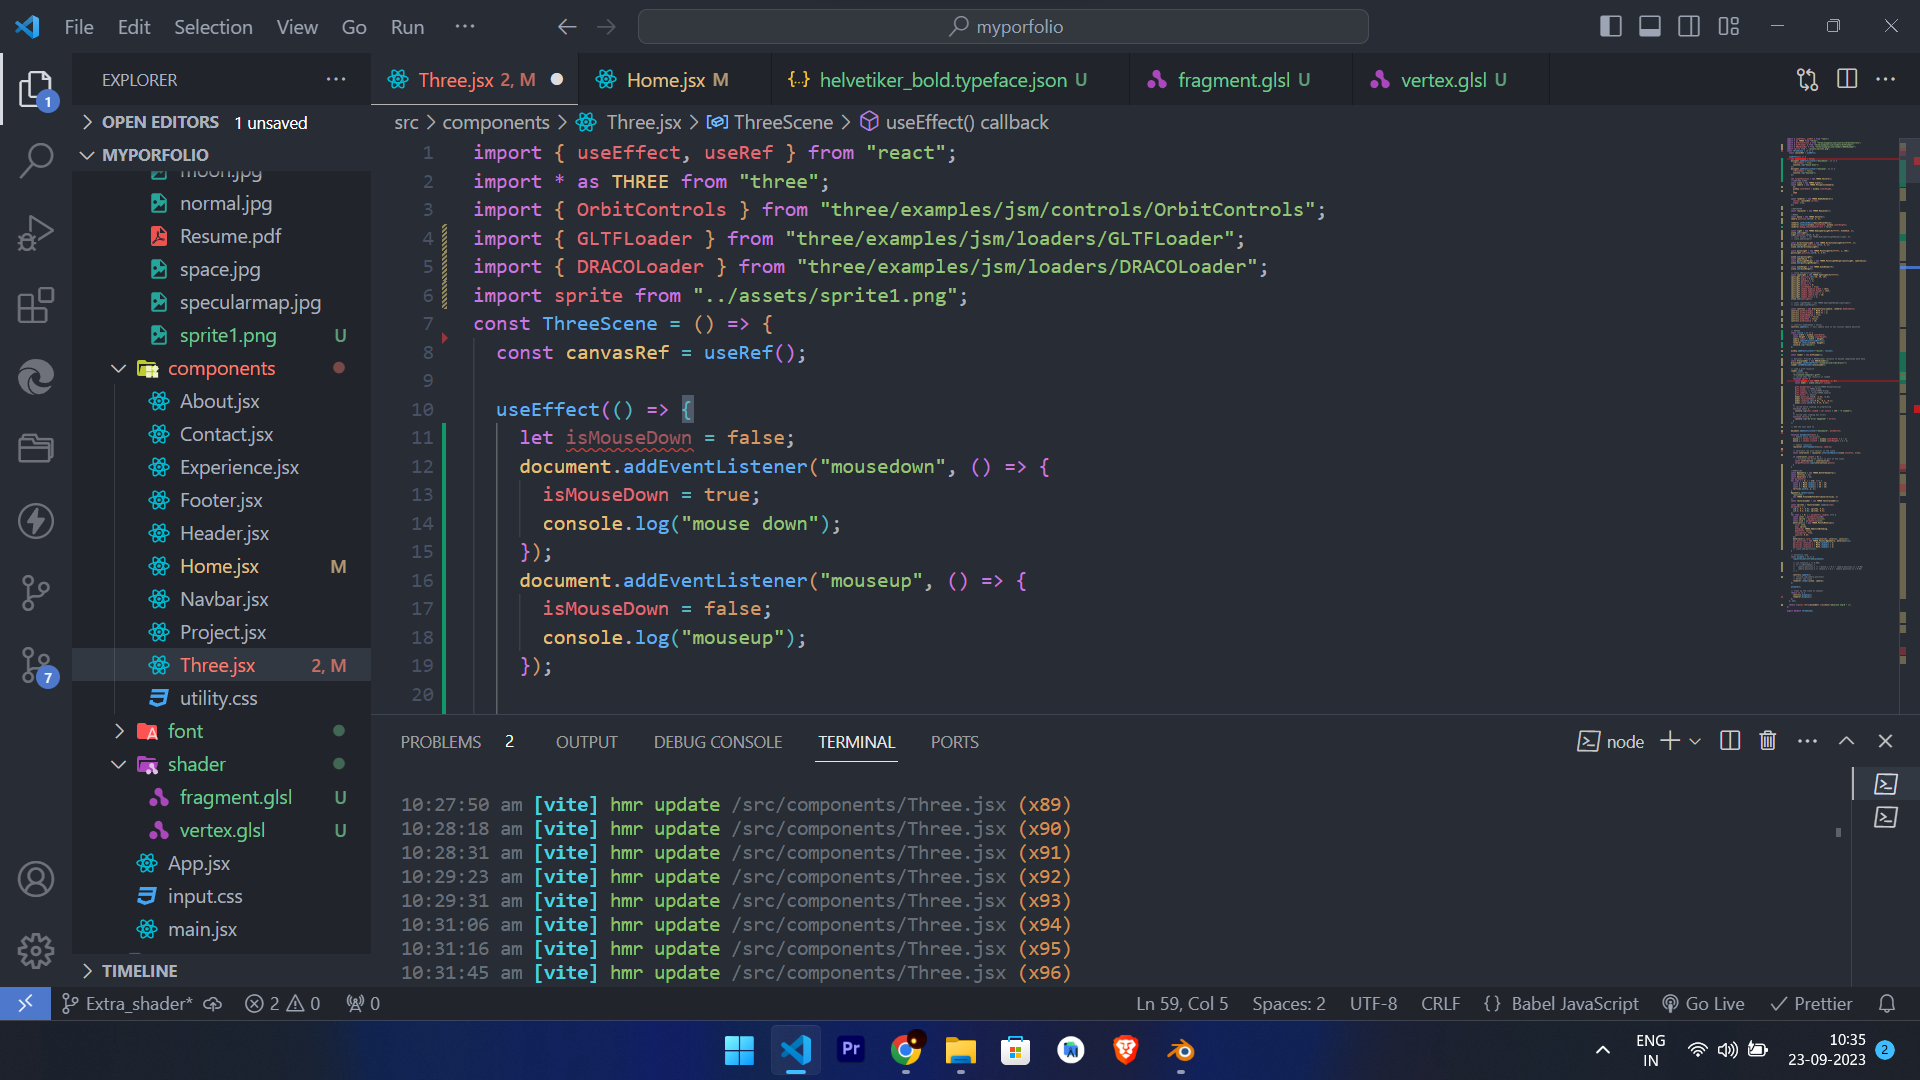 File Edit Selection View Go Run ··· myporfolio
EXPLORER ···
OPEN EDITORS 1 unsaved
MYPORFOLIO
moon.jpg
normal.jpg
Resume.pdf
space.jpg
specularmap.jpg
sprite1.png U
components
About.jsx
Contact.jsx
Experience.jsx
Footer.jsx
Header.jsx
Home.jsx M
Navbar.jsx
Project.jsx
Three.jsx 2, M
utility.css
font
shader
fragment.glsl U
vertex.glsl U
App.jsx
input.css
main.jsx
TIMELINE
1
7
Three.jsx 2, M Home.jsx M helvetiker_bold.typeface.json U fragment.glsl U vertex.glsl U
src > components > Three.jsx > ThreeScene > useEffect() callback
1 import { useEffect, useRef } from "react";
2 import * as THREE from "three";
3 import { OrbitControls } from "three/examples/jsm/controls/OrbitControls";
4 import { GLTFLoader } from "three/examples/jsm/loaders/GLTFLoader";
5 import { DRACOLoader } from "three/examples/jsm/loaders/DRACOLoader";
6 import sprite from "../assets/sprite1.png";
7 const ThreeScene = () => {
8 const canvasRef = useRef();
9
10 useEffect(() => {
11 let isMouseDown = false;
12 document.addEventListener("mousedown", () => {
13 isMouseDown = true;
14 console.log("mouse down");
15 });
16 document.addEventListener("mouseup", () => {
17 isMouseDown = false;
18 console.log("mouseup");
19 });
20
PROBLEMS 2 OUTPUT DEBUG CONSOLE TERMINAL PORTS node
10:27:50 am [vite] hmr update /src/components/Three.jsx (x89)
10:28:18 am [vite] hmr update /src/components/Three.jsx (x90)
10:28:31 am [vite] hmr update /src/components/Three.jsx (x91)
10:29:23 am [vite] hmr update /src/components/Three.jsx (x92)
10:29:31 am [vite] hmr update /src/components/Three.jsx (x93)
10:31:06 am [vite] hmr update /src/components/Three.jsx (x94)
10:31:16 am [vite] hmr update /src/components/Three.jsx (x95)
10:31:45 am [vite] hmr update /src/components/Three.jsx (x96)
Extra_shader* 2 0 0 Ln 59, Col 5 Spaces: 2 UTF-8 CRLF {} Babel JavaScript Go Live Prettier
Pr
ENG
IN
10:35
23-09-2023
2